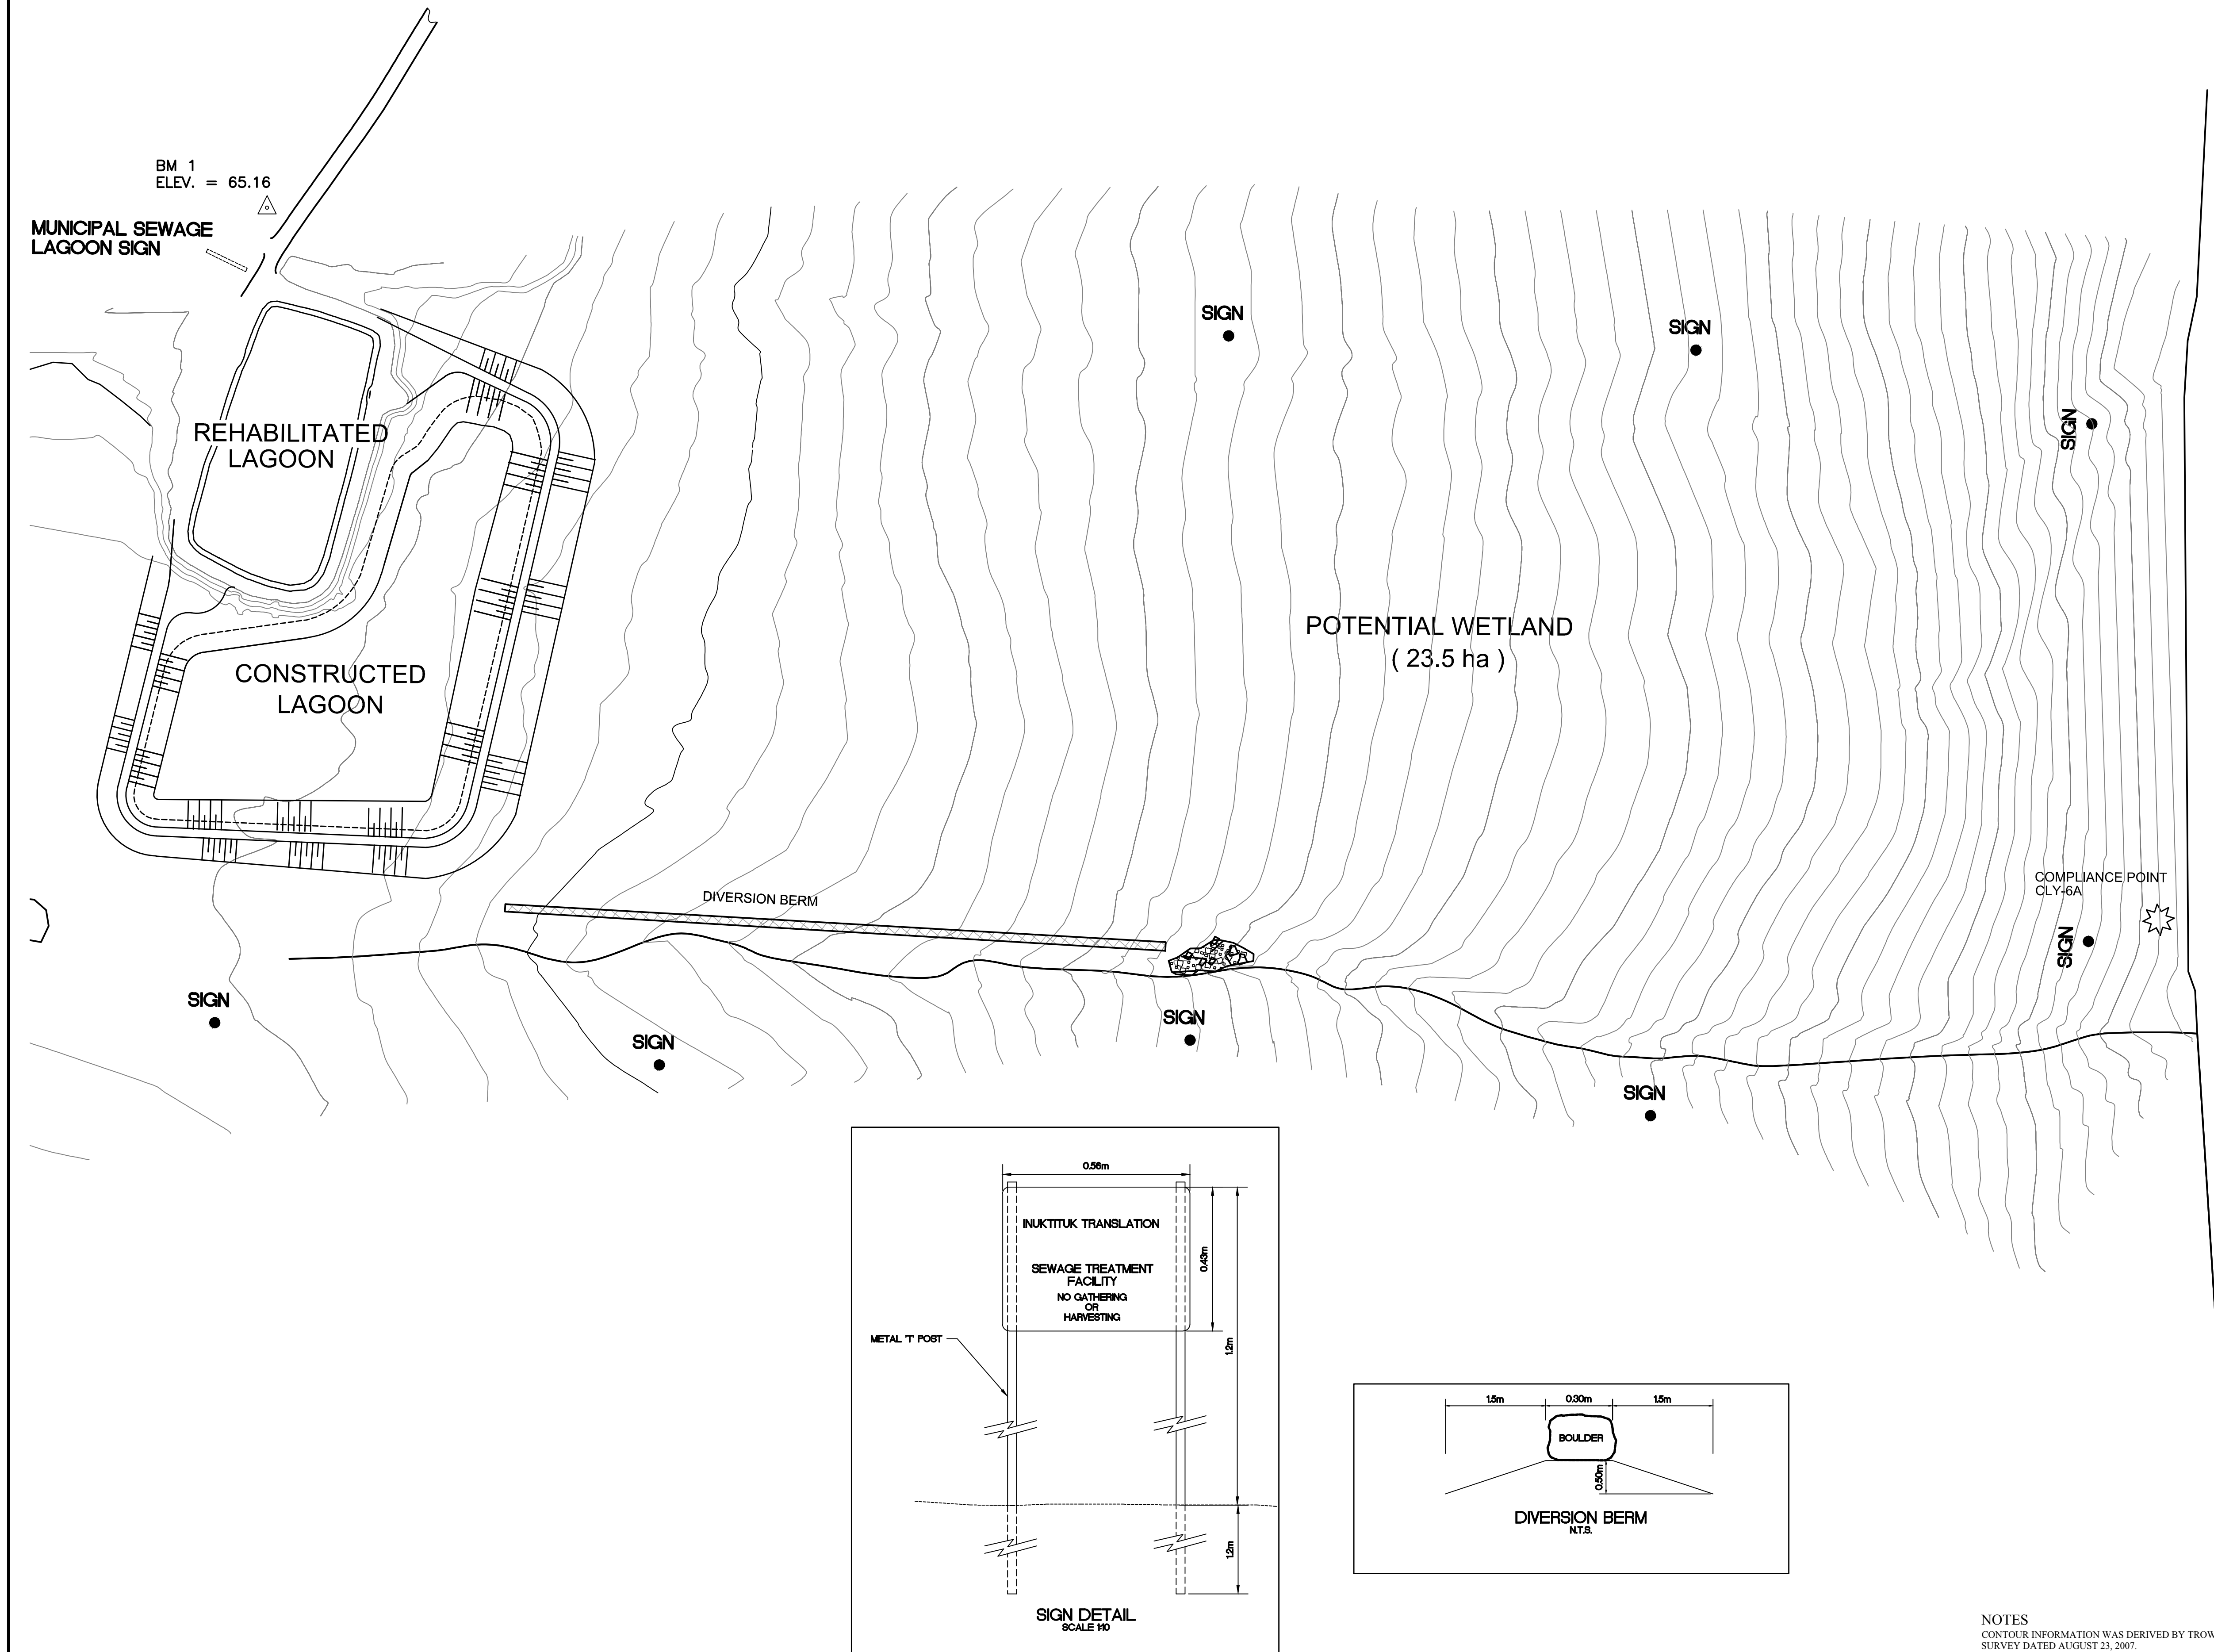 BM 1
ELEV. = 65.16
MUNICIPAL SEWAGE
LAGOON SIGN
SIGN
SIGN
SIGN
REHABILITATED
LAGOON
POTENTIAL WETLAND
( 23.5 ha )
CONSTRUCTED
LAGOON
COMPLIANCE POINT
CLY-6A
DIVERSION BERM
SIGN
SIGN
SIGN
SIGN
SIGN
0.56m
INUKTITUK TRANSLATION
SEWAGE TREATMENT
FACILITY
NO GATHERING
OR
HARVESTING
0.43m
1.2m
METAL 'T' POST
1.2m
SIGN DETAIL
SCALE 1:10
1.5m 0.30m 1.5m
BOULDER
0.50m
DIVERSION BERM
N.T.S.
NOTES
CONTOUR INFORMATION WAS DERIVED BY TROW
SURVEY DATED AUGUST 23, 2007.